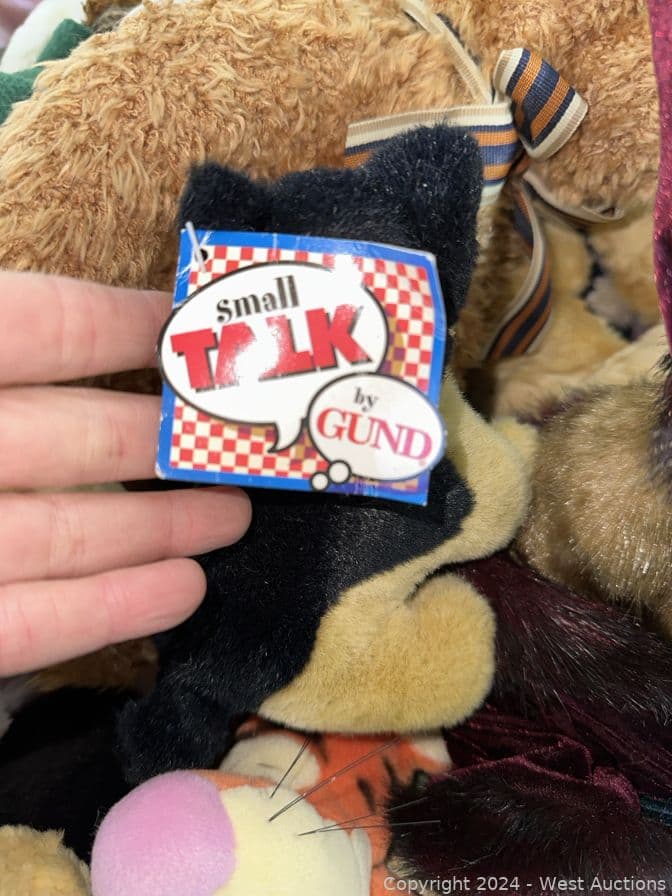 small
TALK
by
GUND
Copyright 2024 - West Auctions